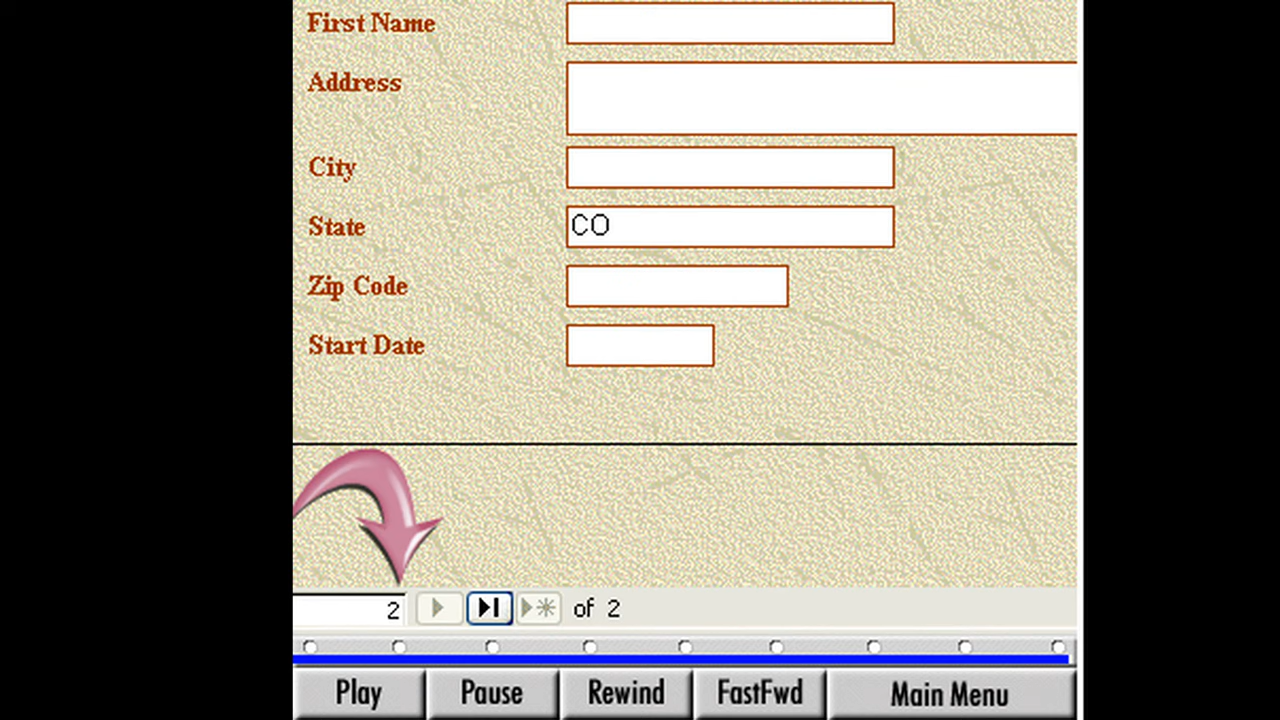 First Name
Address
City
State CO
Zip Code
Start Date
2 of 2
Play Pause Rewind FastFwd Main Menu